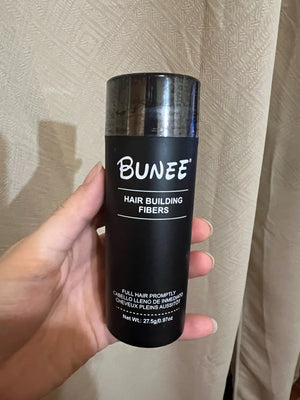 BUNEE
HAIR BUILDING
FIBERS
FULL HAIR PROMPTLY
CABELLO LLENO DE INMEDIATO
CHEVEUX PLEINS AUSSITOT
Net Wt.: 27.5g/0.97oz